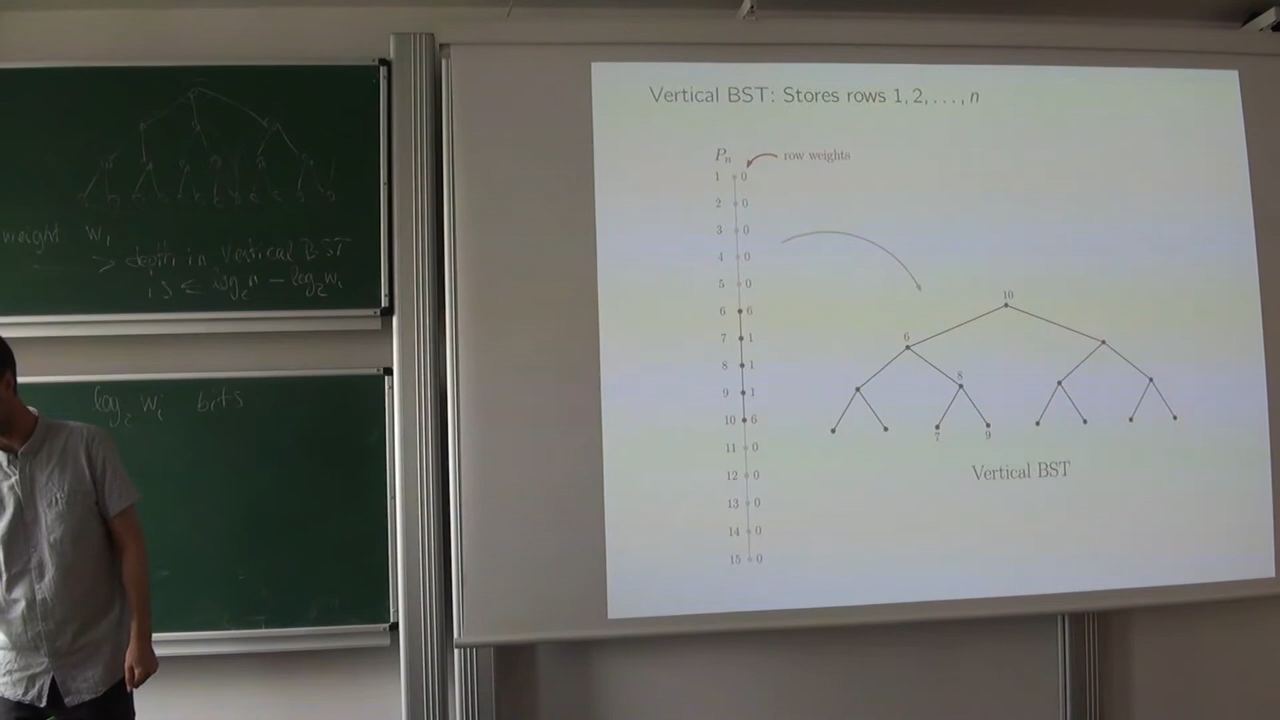 weight w_i
> depth in Vertical BST
is ≤ log_2 n - log_2 w_i
log_2 w_i bits
Vertical BST: Stores rows 1, 2, . . . , n
P_n
row weights
1 0
2 0
3 0
4 0
5 0
6 6
7 1
8 1
9 1
10 6
11 0
12 0
13 0
14 0
15 0
10
6
8
7 9
Vertical BST